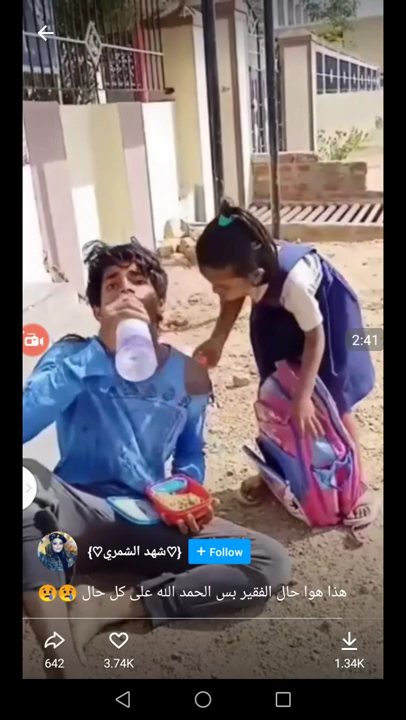 2:41
{♡شهد الشمري♡}
+ Follow
هذا هوا حال الفقير بس الحمد الله على كل حال 😢😢
642
3.74K
1.34K